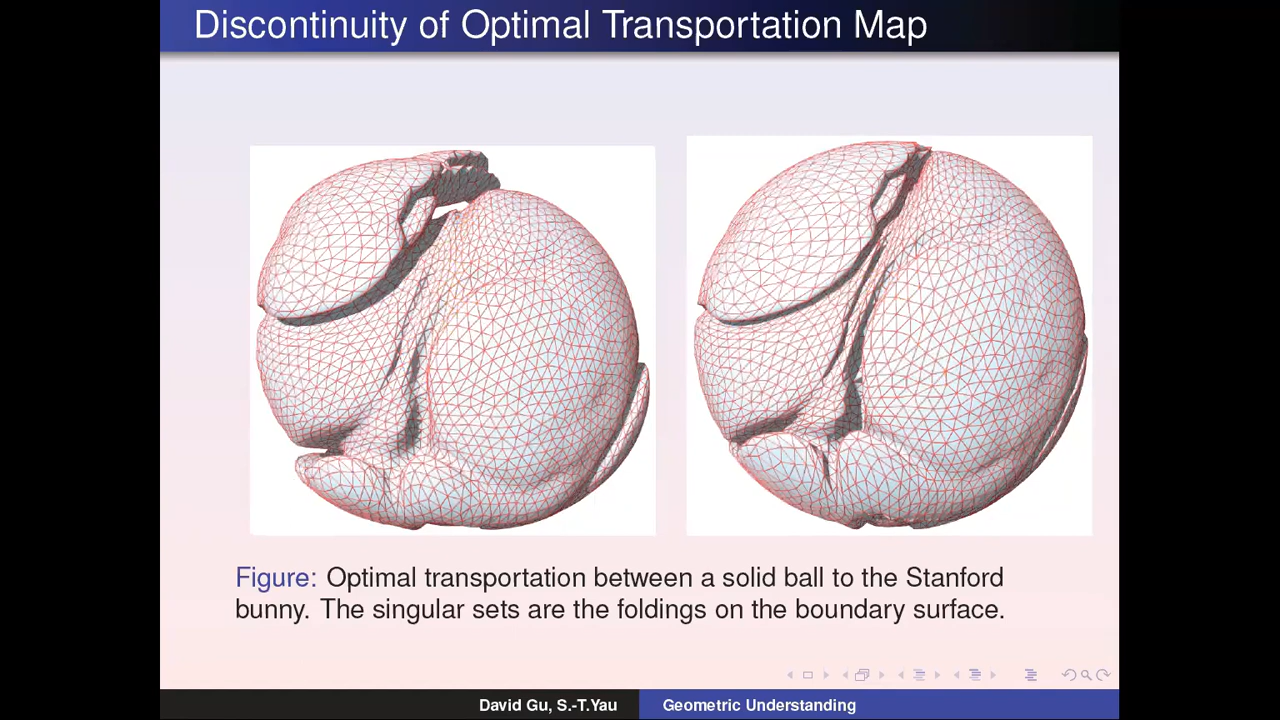 Discontinuity of Optimal Transportation Map
Figure: Optimal transportation between a solid ball to the Stanford
bunny. The singular sets are the foldings on the boundary surface.
David Gu, S.-T.Yau
Geometric Understanding